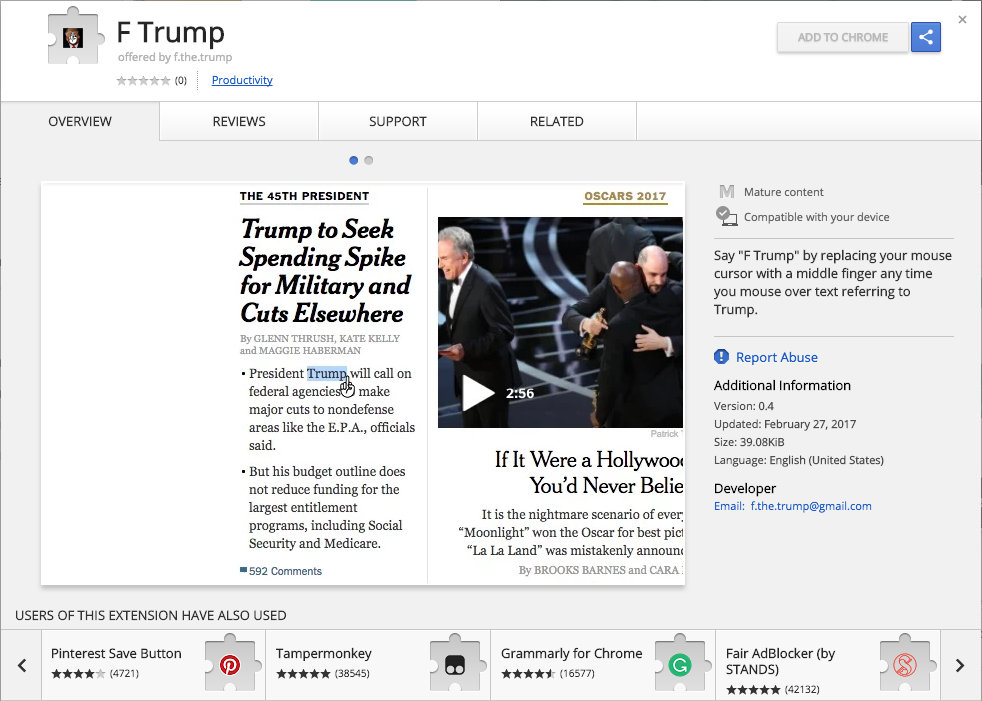 F Trump
offered by f.the.trump
(0)
Productivity
ADD TO CHROME
OVERVIEW
REVIEWS
SUPPORT
RELATED
THE 45TH PRESIDENT
Trump to Seek
Spending Spike
for Military and
Cuts Elsewhere
By GLENN THRUSH, KATE KELLY
and MAGGIE HABERMAN
• President Trump will call on
federal agencies make
major cuts to nondefense
areas like the E.P.A., officials
said.
• But his budget outline does
not reduce funding for the
largest entitlement
programs, including Social
Security and Medicare.
592 Comments
OSCARS 2017
2:56
Patrick
If It Were a Hollywoo
You'd Never Belie
It is the nightmare scenario of ever
"Moonlight" won the Oscar for best pic
"La La Land" was mistakenly announ
By BROOKS BARNES and CARA
M Mature content
Compatible with your device
Say "F Trump" by replacing your mouse
cursor with a middle finger any time
you mouse over text referring to
Trump.
Report Abuse
Additional Information
Version: 0.4
Updated: February 27, 2017
Size: 39.08KiB
Language: English (United States)
Developer
Email: f.the.trump@gmail.com
USERS OF THIS EXTENSION HAVE ALSO USED
Pinterest Save Button
(4721)
Tampermonkey
(38545)
Grammarly for Chrome
(16577)
Fair AdBlocker (by
STANDS)
(42132)